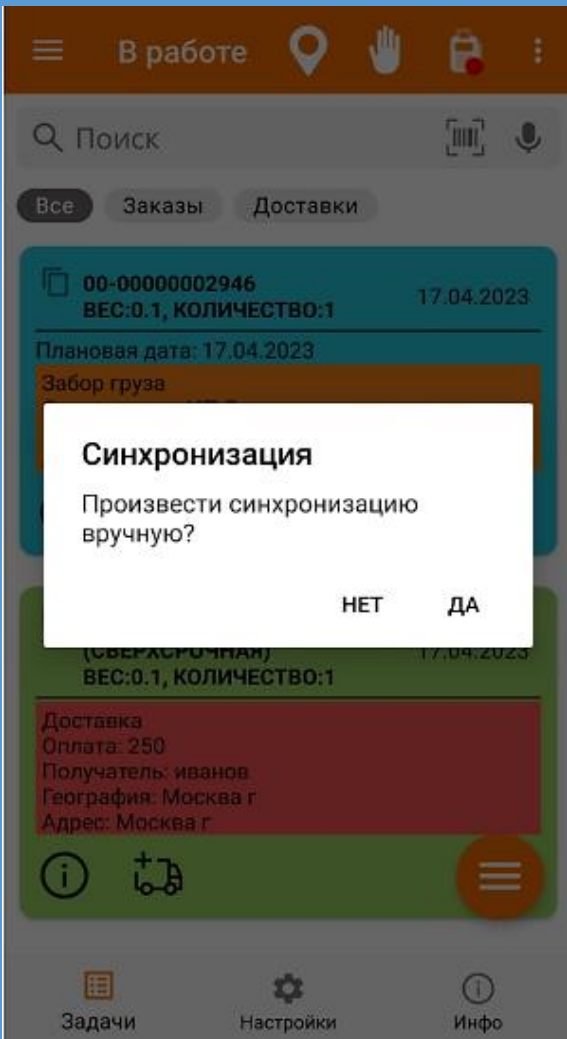 В работе
Поиск
Все Заказы Доставки
00-00000002946
ВЕС:0.1, КОЛИЧЕСТВО:1 17.04.2023
Плановая дата: 17.04.2023
Забор груза
Синхронизация
Произвести синхронизацию
вручную?
НЕТ ДА
(СВЕРХСРОЧНАЯ) 17.04.2023
ВЕС:0.1, КОЛИЧЕСТВО:1
Доставка
Оплата: 250
Получатель: иванов
География: Москва г
Адрес: Москва г
Задачи Настройки Инфо